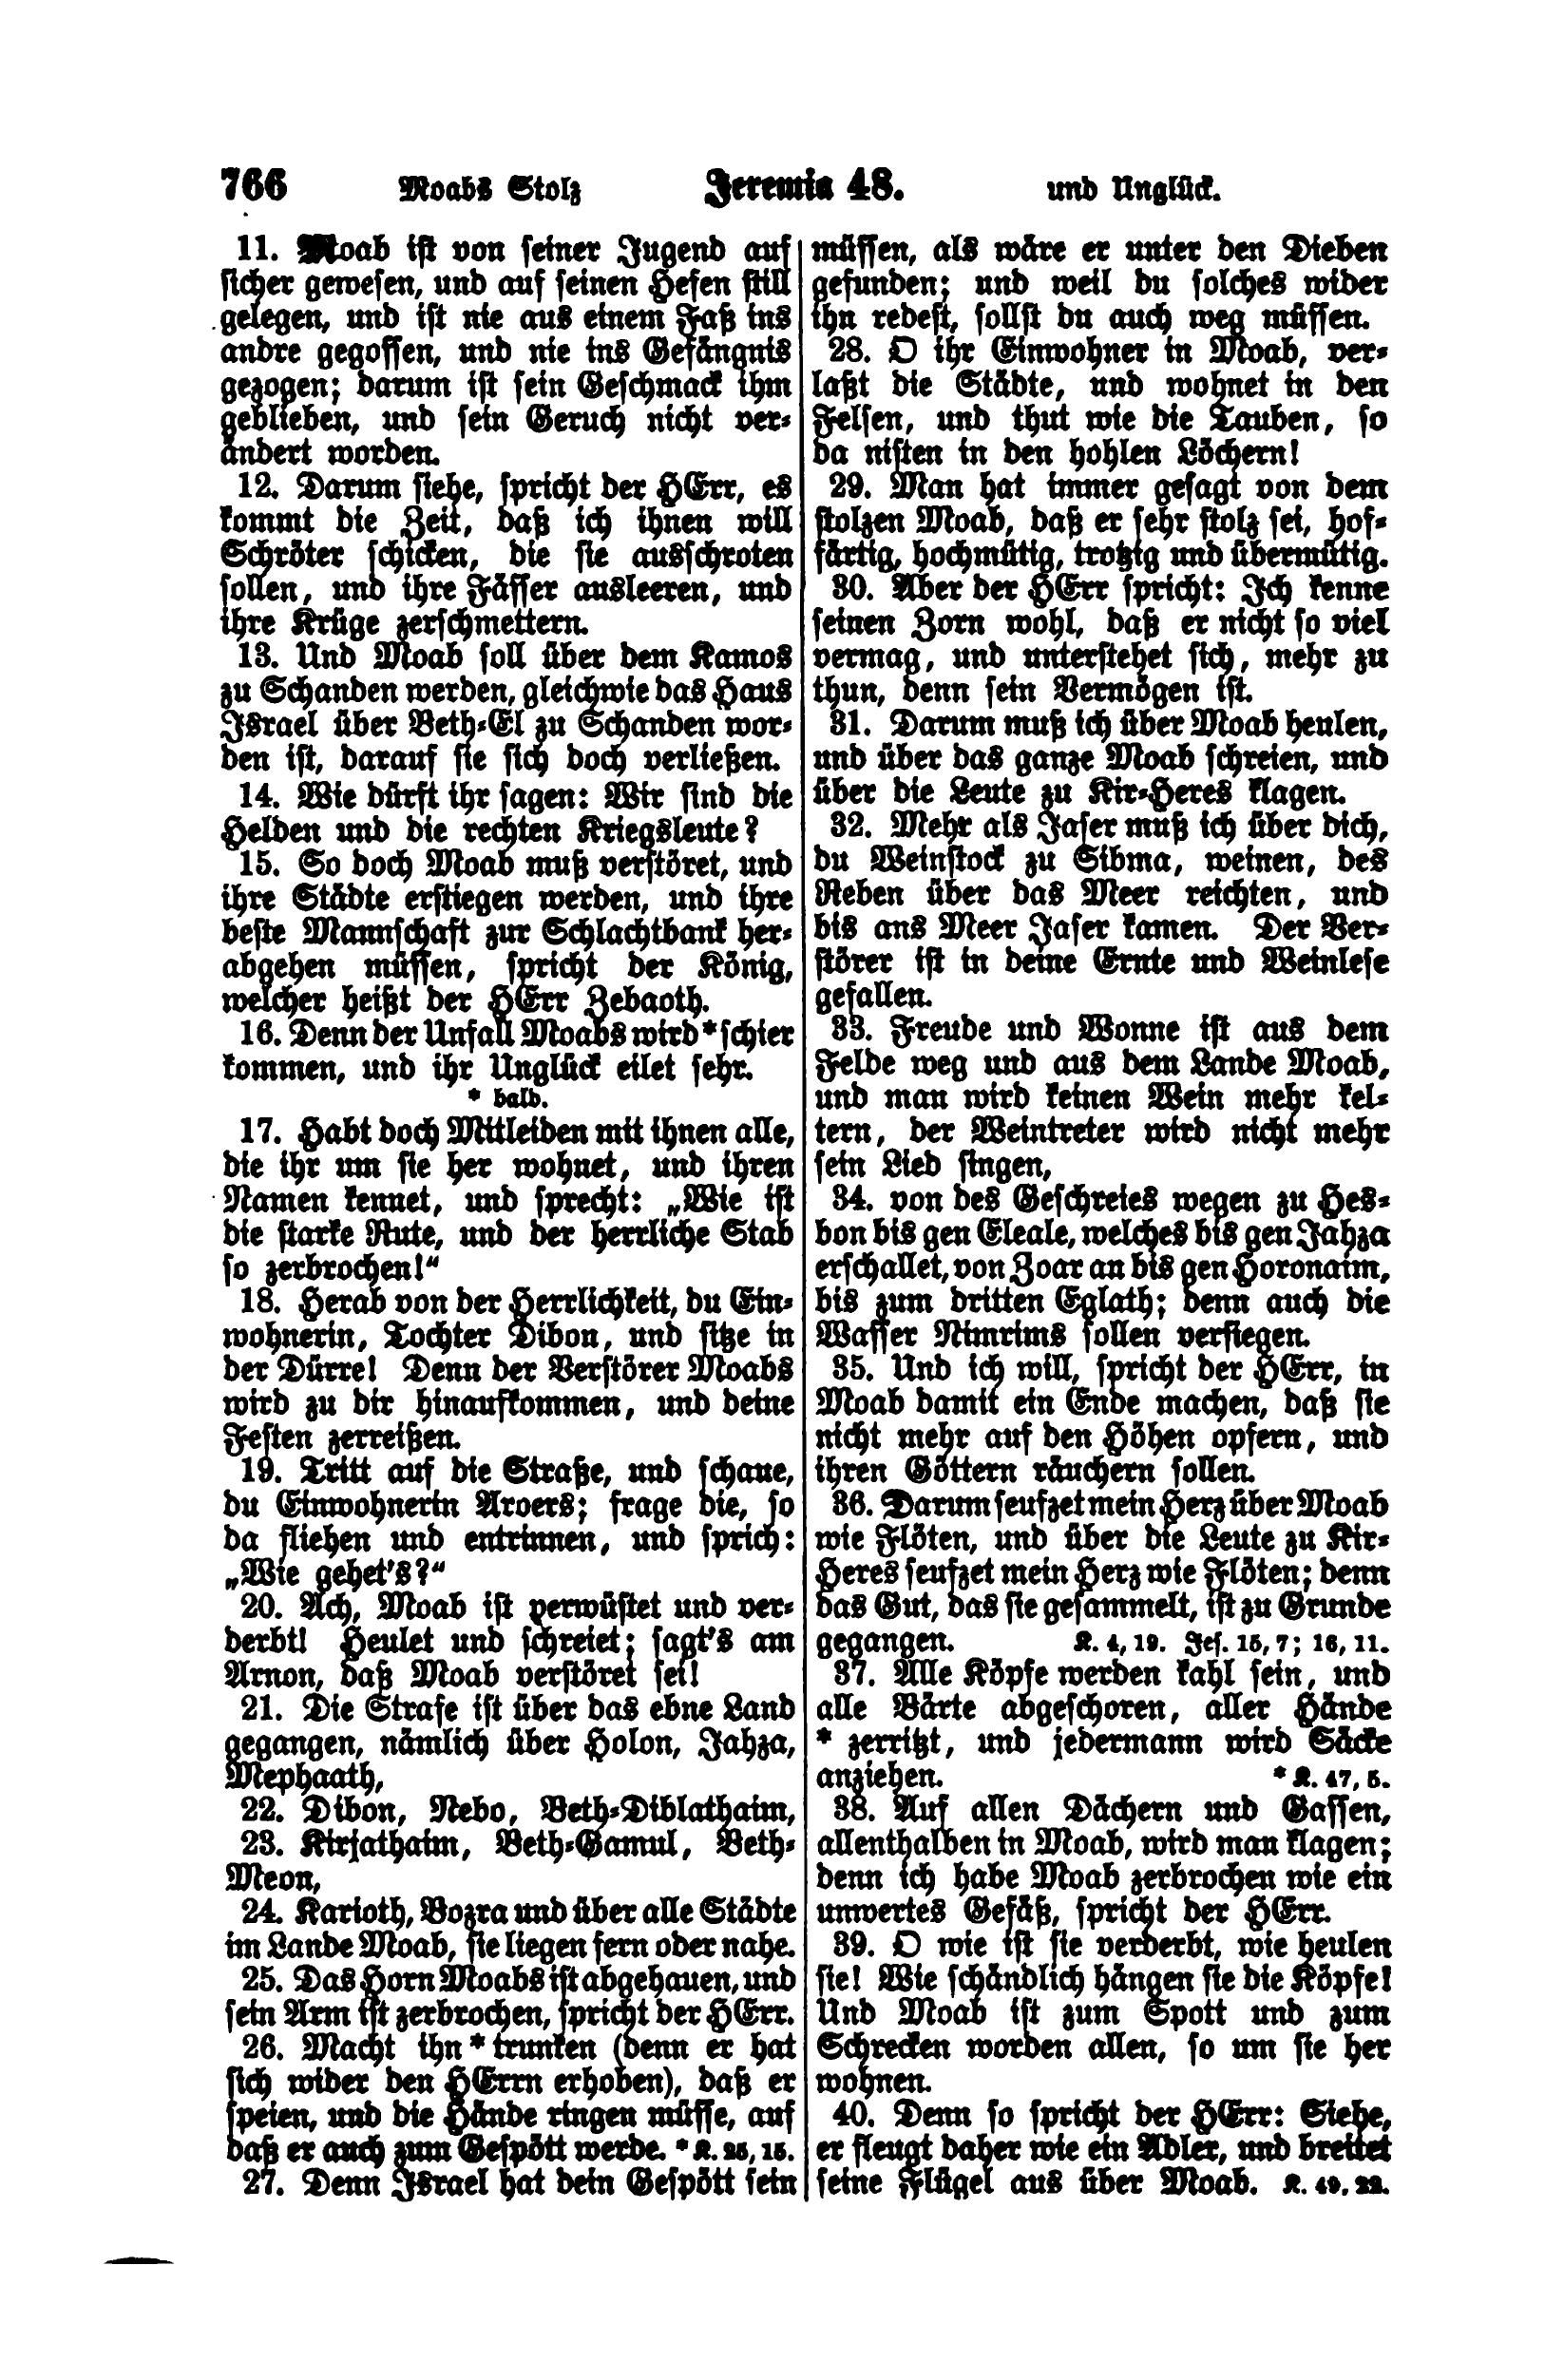 766 Moabs Stolz Jeremia 48. und Unglück.
11. Moab ist von seiner Jugend auf
sicher gewesen, und auf seinen Hefen still
gelegen, und ist nie aus einem Faß ins
andre gegossen, und nie ins Gefängnis
gezogen; darum ist sein Geschmack ihm
geblieben, und sein Geruch nicht ver-
ändert worden.
12. Darum siehe, spricht der HErr, es
kommt die Zeit, daß ich ihnen will
Schröter schicken, die sie ausschroten
sollen, und ihre Fässer ausleeren, und
ihre Krüge zerschmettern.
13. Und Moab soll über dem Kamos
zu Schanden werden, gleichwie das Haus
Israel über Beth-El zu Schanden wor-
den ist, darauf sie sich doch verließen.
14. Wie dürft ihr sagen: Wir sind die
Helden und die rechten Kriegsleute?
15. So doch Moab muß verstöret, und
ihre Städte erstiegen werden, und ihre
beste Mannschaft zur Schlachtbank her-
abgehen müssen, spricht der König,
welcher heißt der HErr Zebaoth.
16. Denn der Unfall Moabs wird * schier
kommen, und ihr Unglück eilet sehr.
* bald.
17. Habt doch Mitleiden mit ihnen alle,
die ihr um sie her wohnet, und ihren
Namen kennet, und sprecht: „Wie ist
die starke Rute, und der herrliche Stab
so zerbrochen!“
18. Herab von der Herrlichkeit, du Ein-
wohnerin, Tochter Dibon, und sitze in
der Dürre! Denn der Verstörer Moabs
wird zu dir hinaufkommen, und deine
Festen zerreißen.
19. Tritt auf die Straße, und schaue,
du Einwohnerin Aroers; frage die, so
da fliehen und entrinnen, und sprich:
„Wie gehet's?“
20. Ach, Moab ist verwüstet und ver-
derbt! Heulet und schreiet; sagt's am
Arnon, daß Moab verstöret sei!
21. Die Strafe ist über das ebne Land
gegangen, nämlich über Holon, Jahza,
Mephaath,
22. Dibon, Nebo, Beth-Diblathaim,
23. Kirjathaim, Beth-Gamul, Beth-
Meon,
24. Karioth, Bozra und über alle Städte
im Lande Moab, sie liegen fern oder nahe.
25. Das Horn Moabs ist abgehauen, und
sein Arm ist zerbrochen, spricht der HErr.
26. Macht ihn * trunken (denn er hat
sich wider den HErrn erhoben), daß er
speien, und die Hände ringen müsse, auf
daß er auch zum Gespött werde. * K. 25, 15.
27. Denn Israel hat dein Gespött sein
müssen, als wäre er unter den Dieben
gefunden; und weil du solches wider
ihn redest, sollst du auch weg müssen.
28. O ihr Einwohner in Moab, ver-
laßt die Städte, und wohnet in den
Felsen, und thut wie die Tauben, so
da nisten in den hohlen Löchern!
29. Man hat immer gesagt von dem
stolzen Moab, daß er sehr stolz sei, hof-
färtig, hochmütig, trotzig und übermütig.
30. Aber der HErr spricht: Ich kenne
seinen Zorn wohl, daß er nicht so viel
vermag, und unterstehet sich, mehr zu
thun, denn sein Vermögen ist.
31. Darum muß ich über Moab heulen,
und über das ganze Moab schreien, und
über die Leute zu Kir-Heres klagen.
32. Mehr als Jaser muß ich über dich,
du Weinstock zu Sibma, weinen, des
Reben über das Meer reichten, und
bis ans Meer Jaser kamen. Der Ver-
störer ist in deine Ernte und Weinlese
gefallen.
33. Freude und Wonne ist aus dem
Felde weg und aus dem Lande Moab,
und man wird keinen Wein mehr kel-
tern, der Weintreter wird nicht mehr
sein Lied singen,
34. von des Geschreies wegen zu Hes-
bon bis gen Eleale, welches bis gen Jahza
erschallet, von Zoar an bis gen Horonaim,
bis zum dritten Eglath; denn auch die
Wasser Nimrims sollen versiegen.
35. Und ich will, spricht der HErr, in
Moab damit ein Ende machen, daß sie
nicht mehr auf den Höhen opfern, und
ihren Göttern räuchern sollen.
36. Darum seufzet mein Herz über Moab
wie Flöten, und über die Leute zu Kir-
Heres seufzet mein Herz wie Flöten; denn
das Gut, das sie gesammelt, ist zu Grunde
gegangen. K. 4, 19. Jes. 15, 7; 16, 11.
37. Alle Köpfe werden kahl sein, und
alle Bärte abgeschoren, aller Hände
* zerritzt, und jedermann wird Säcke
anziehen. * K. 47, 5.
38. Auf allen Dächern und Gassen,
allenthalben in Moab, wird man klagen;
denn ich habe Moab zerbrochen wie ein
unwertes Gefäß, spricht der HErr.
39. O wie ist sie verderbt, wie heulen
sie! Wie schändlich hängen sie die Köpfe!
Und Moab ist zum Spott und zum
Schrecken worden allen, so um sie her
wohnen.
40. Denn so spricht der HErr: Siehe,
er fleugt daher wie ein Adler, und breitet
seine Flügel aus über Moab. K. 49, 22.